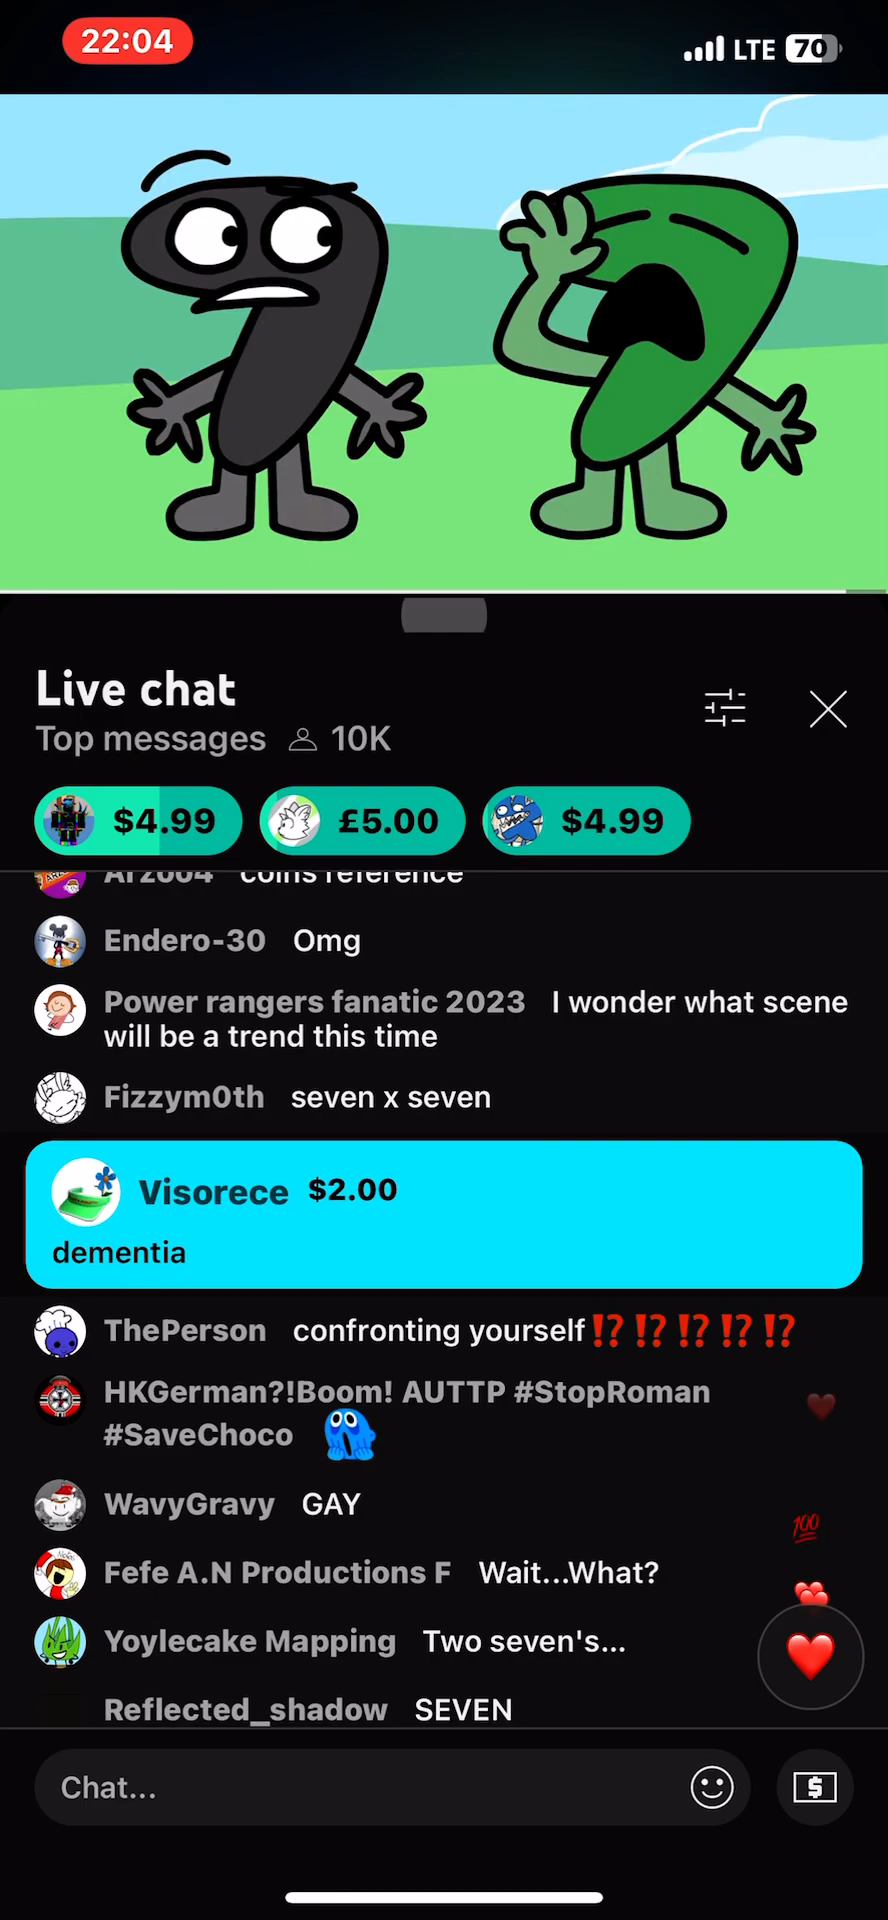 22:04
LTE 70
Live chat
Top messages 10K
$4.99 £5.00 $4.99
coins reference
Endero-30 Omg
Power rangers fanatic 2023 I wonder what scene
will be a trend this time
Fizzym0th seven x seven
Visorece $2.00
dementia
ThePerson confronting yourself⁉️⁉️⁉️⁉️⁉️
HKGerman?!Boom! AUTTP #StopRoman
#SaveChoco
WavyGravy GAY
💯
Fefe A.N Productions F Wait...What?
Yoylecake Mapping Two seven's...
Reflected_shadow SEVEN
Chat...
$